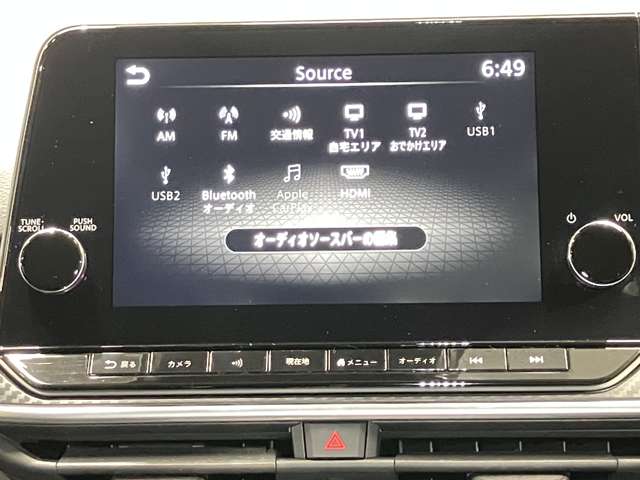 Source 6:49
AM FM 交通情報 TV1 TV2 USB1
自宅エリア おでかけエリア
USB2 Bluetooth Apple HDMI
オーディオ CarPlay
オーディオソースバーの編集
TUNE PUSH
SCROLL SOUND
VOL
戻る カメラ 現在地 メニュー オーディオ